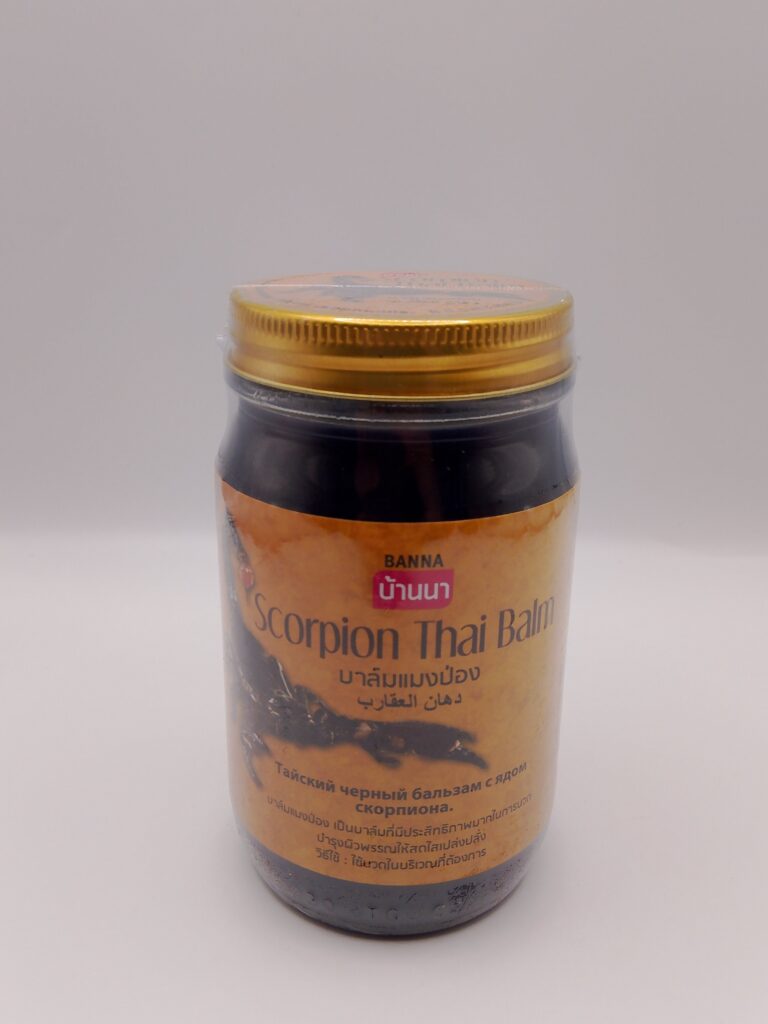 BANNA
บ้านนา
Scorpion Thai Balm
บาล์มแมงป่อง
دهان العقارب
Тайский черный бальзам с ядом
скорпиона.
บาล์มแมงป่อง เป็นบาล์มที่มีประสิทธิภาพมากในการนวด
บำรุงผิวพรรณให้สดใสเปล่งปลั่ง
วิธีใช้ : ใช้นวดในบริเวณที่ต้องการ